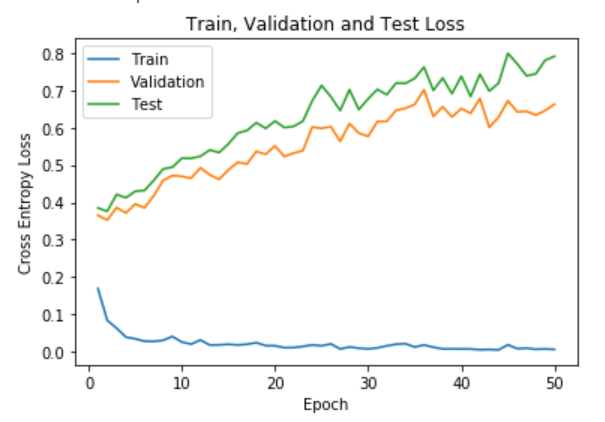 Train, Validation and Test Loss
Train
Validation
Test
Cross Entropy Loss
0.8
0.7
0.6
0.5
0.4
0.3
0.2
0.1
0.0
0 10 20 30 40 50
Epoch